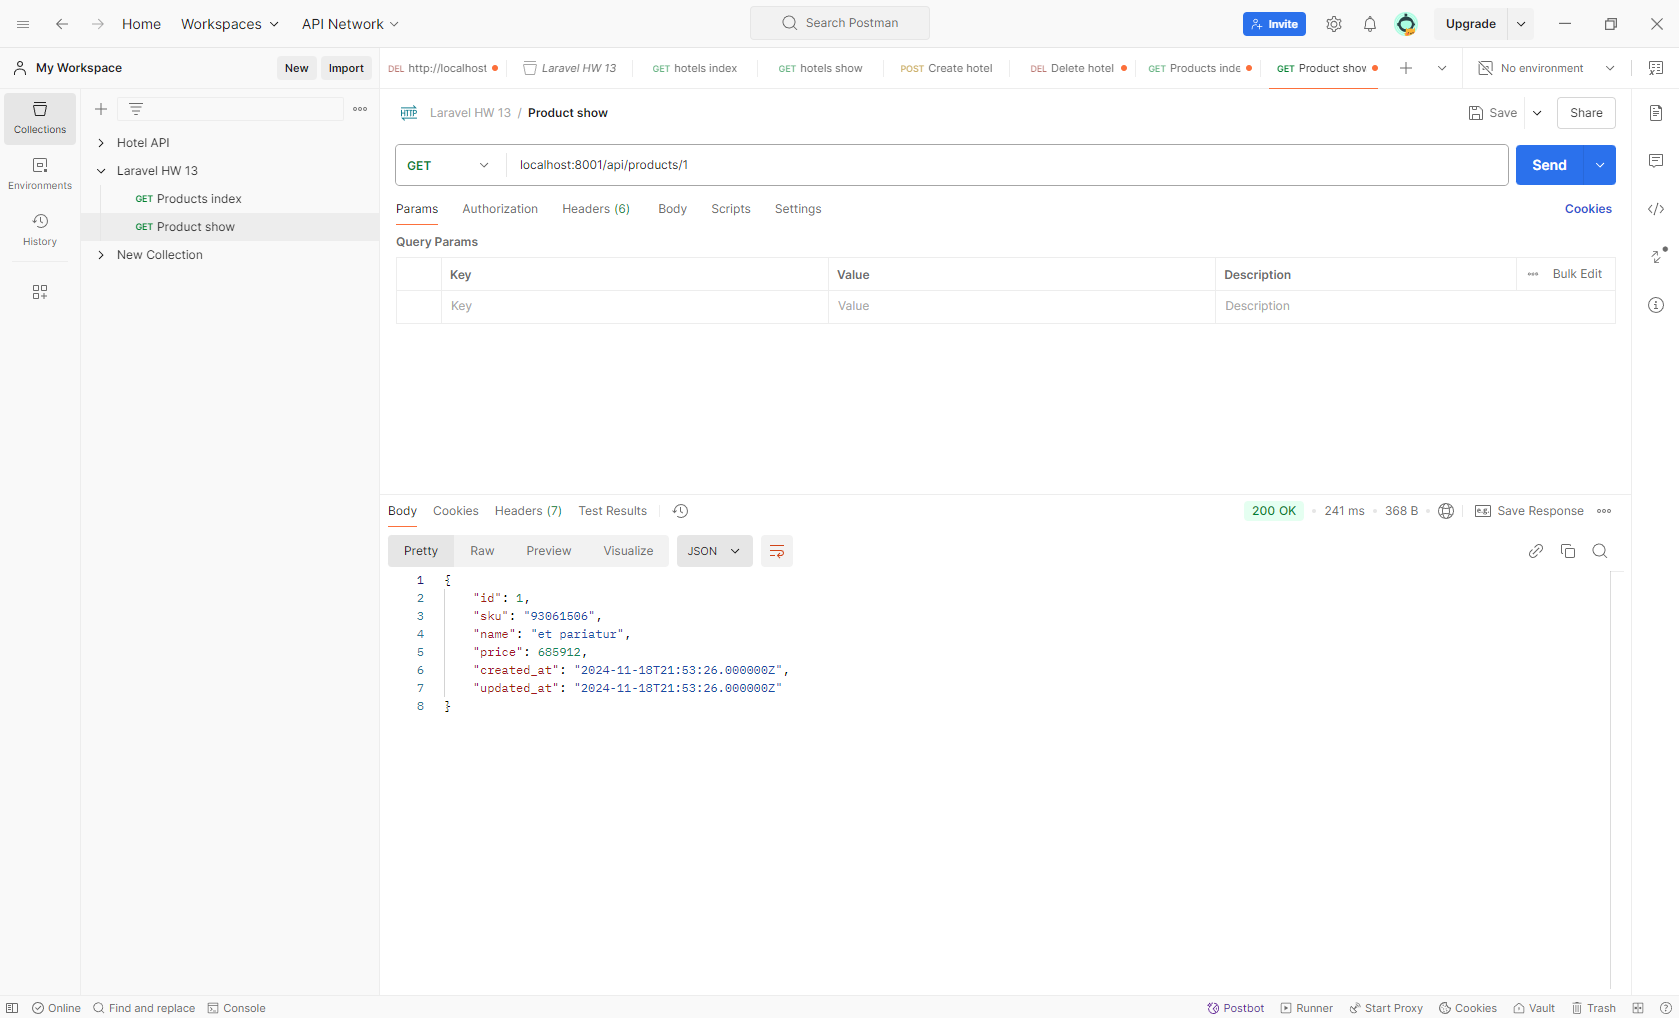 Home Workspaces API Network Search Postman Invite Upgrade
My Workspace New Import DEL http://localhost Laravel HW 13 GET hotels index GET hotels show POST Create hotel DEL Delete hotel GET Products inde GET Product show No environment
Collections
Environments
History
Hotel API
Laravel HW 13
GET Products index
GET Product show
New Collection
HTTP Laravel HW 13 / Product show Save Share
GET localhost:8001/api/products/1 Send
Params Authorization Headers (6) Body Scripts Settings Cookies
Query Params
Key Value Description Bulk Edit
Key Value Description
Body Cookies Headers (7) Test Results 200 OK 241 ms 368 B e.g. Save Response
Pretty Raw Preview Visualize JSON
1 {
2 "id": 1,
3 "sku": "93061506",
4 "name": "et pariatur",
5 "price": 685912,
6 "created_at": "2024-11-18T21:53:26.000000Z",
7 "updated_at": "2024-11-18T21:53:26.000000Z"
8 }
Online Find and replace Console Postbot Runner Start Proxy Cookies Vault Trash